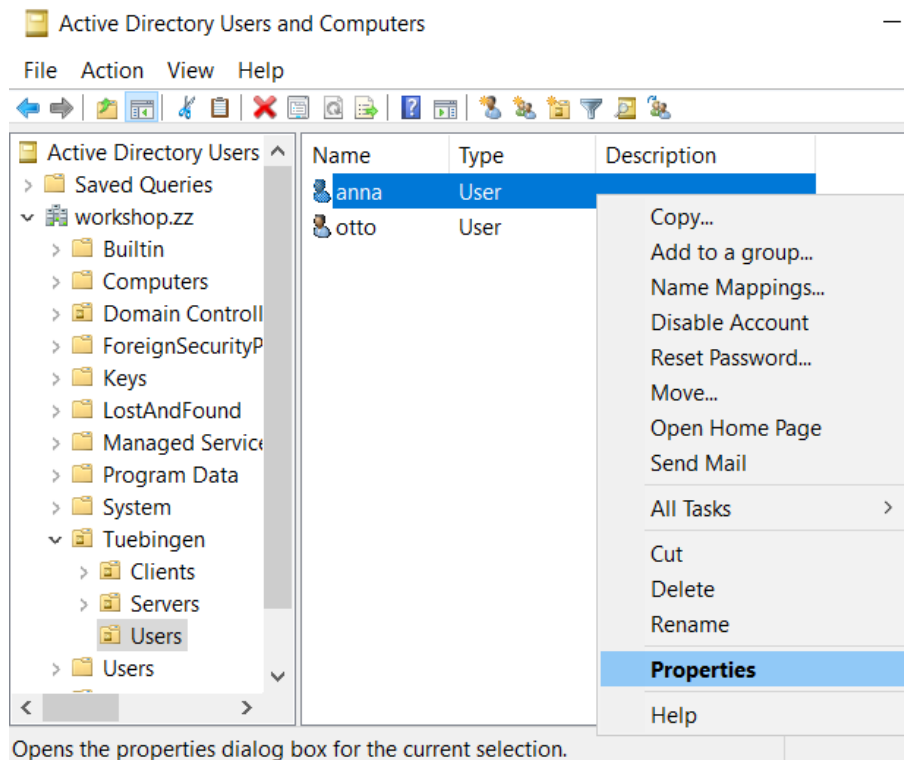 Active Directory Users and Computers
File Action View Help
Active Directory Users
Saved Queries
workshop.zz
Builtin
Computers
Domain Controll
ForeignSecurityP
Keys
LostAndFound
Managed Service
Program Data
System
Tuebingen
Clients
Servers
Users
Users
Name Type Description
anna User
otto User
Copy...
Add to a group...
Name Mappings...
Disable Account
Reset Password...
Move...
Open Home Page
Send Mail
All Tasks
Cut
Delete
Rename
Properties
Help
Opens the properties dialog box for the current selection.